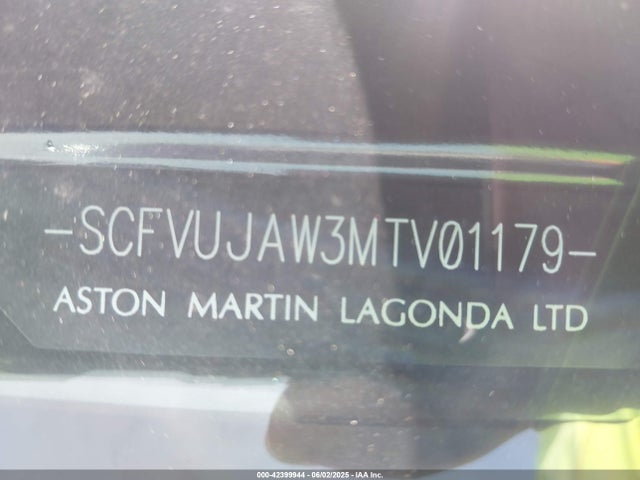 -SCFVUJAW3MTV01179-
ASTON MARTIN LAGONDA LTD
000-42399944 - 06/02/2025 - IAA Inc.